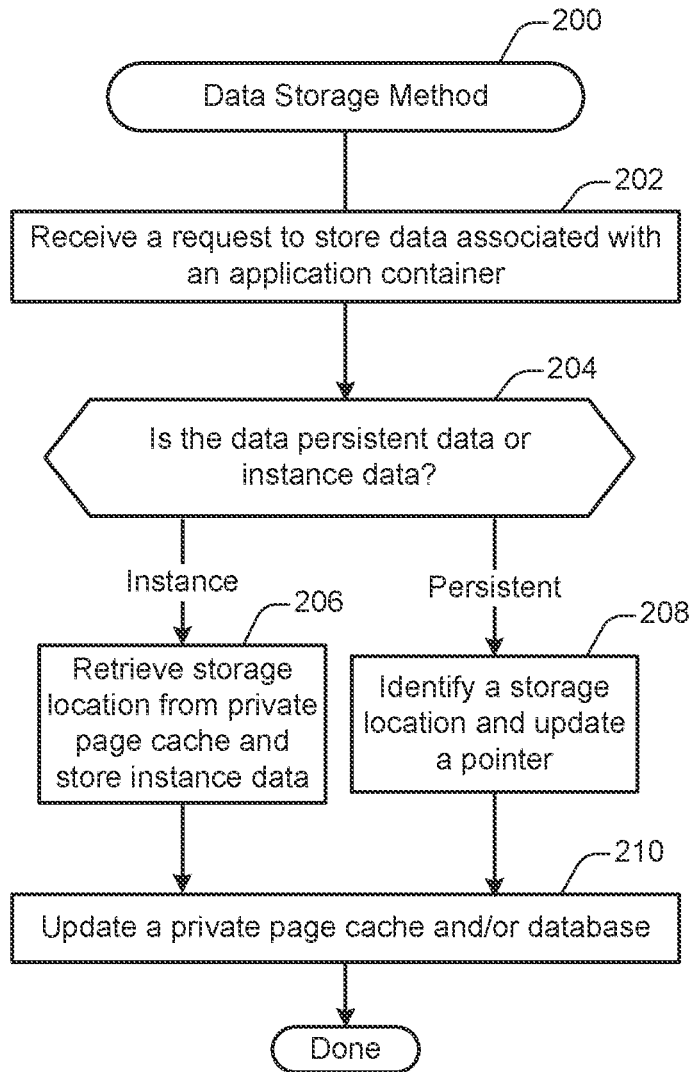 200
Data Storage Method
202
Receive a request to store data associated with
an application container
204
Is the data persistent data or
instance data?
Instance
Persistent
206
Retrieve storage
location from private
page cache and
store instance data
208
Identify a storage
location and update
a pointer
210
Update a private page cache and/or database
Done